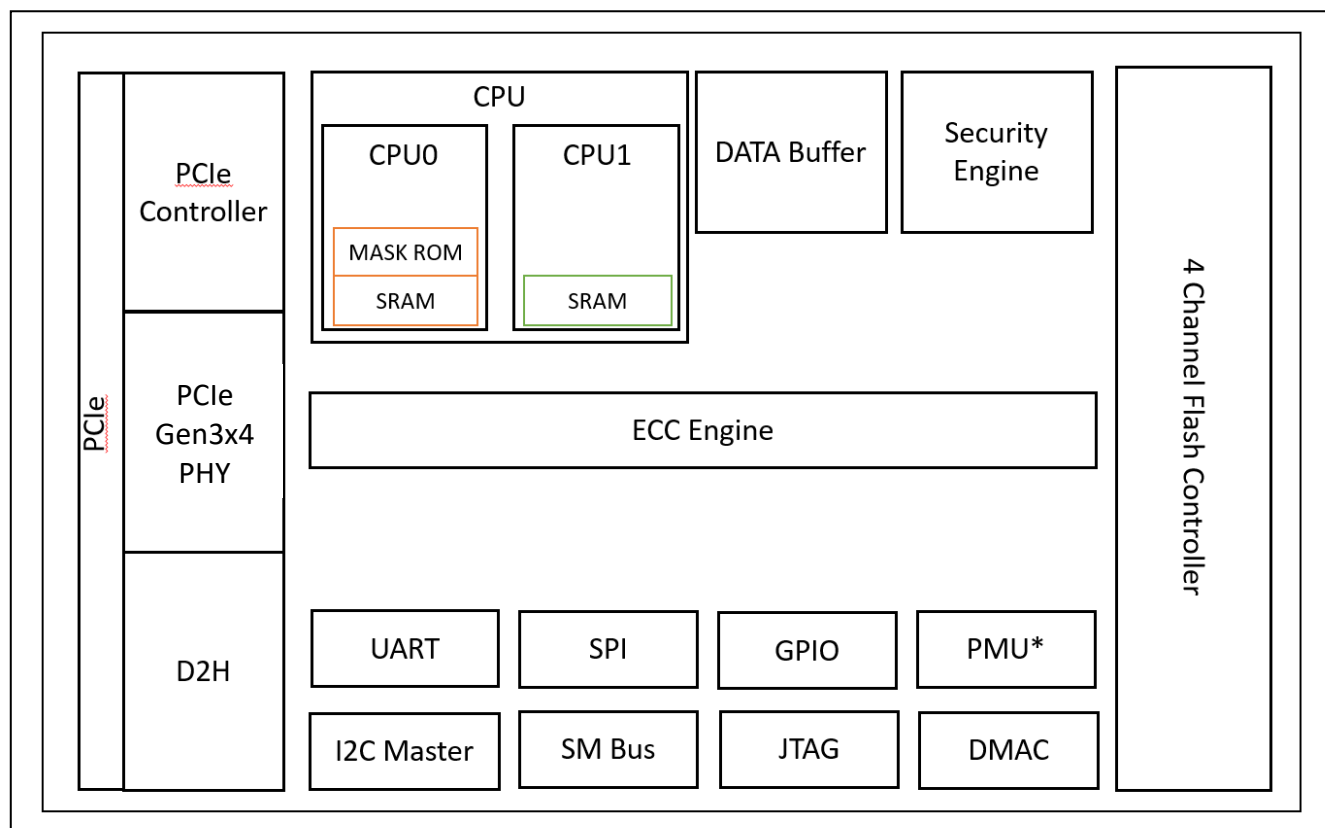 PCIe
PCIe
Controller
PCIe
Gen3x4
PHY
D2H
CPU
CPU0
MASK ROM
SRAM
CPU1
SRAM
DATA Buffer
Security
Engine
ECC Engine
UART
SPI
GPIO
PMU*
I2C Master
SM Bus
JTAG
DMAC
4 Channel Flash Controller